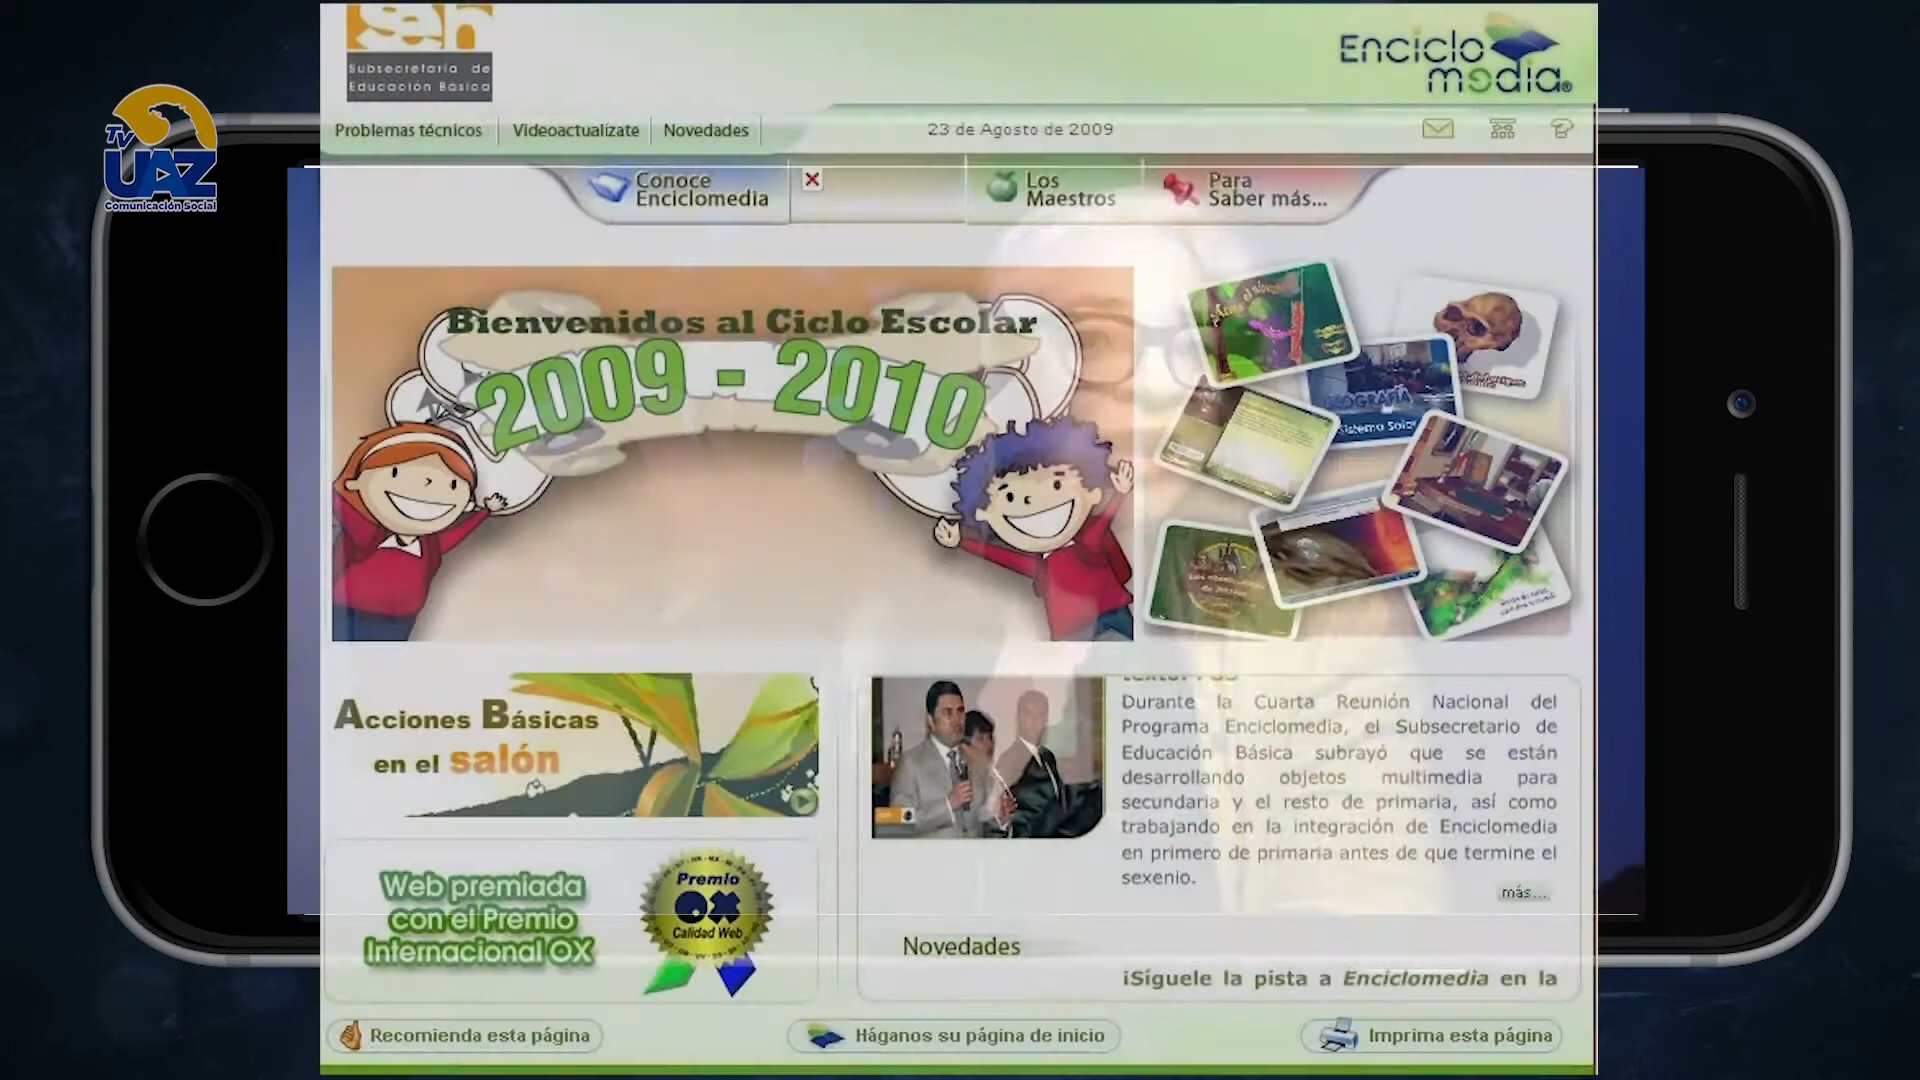 seb
Subsecretaría de
Educación Básica
Enciclo
media®
Tv
UAZ
Comunicación Social
Problemas técnicos
Videoactualízate
Novedades
23 de Agosto de 2009
Conoce
Enciclomedia
Los
Maestros
Para
Saber más...
Bienvenidos al Ciclo Escolar
2009 - 2010
GEOGRAFÍA
Sistema Solar
Acciones Básicas
en el salón
Durante la Cuarta Reunión Nacional del
Programa Enciclomedia, el Subsecretario de
Educación Básica subrayó que se están
desarrollando objetos multimedia para
secundaria y el resto de primaria, así como
trabajando en la integración de Enciclomedia
en primero de primaria antes de que termine el
sexenio.
más...
Web premiada
con el Premio
Internacional OX
Premio
OX
Calidad Web
Novedades
¡Síguele la pista a Enciclomedia en la
Recomienda esta página
Háganos su página de inicio
Imprima esta página